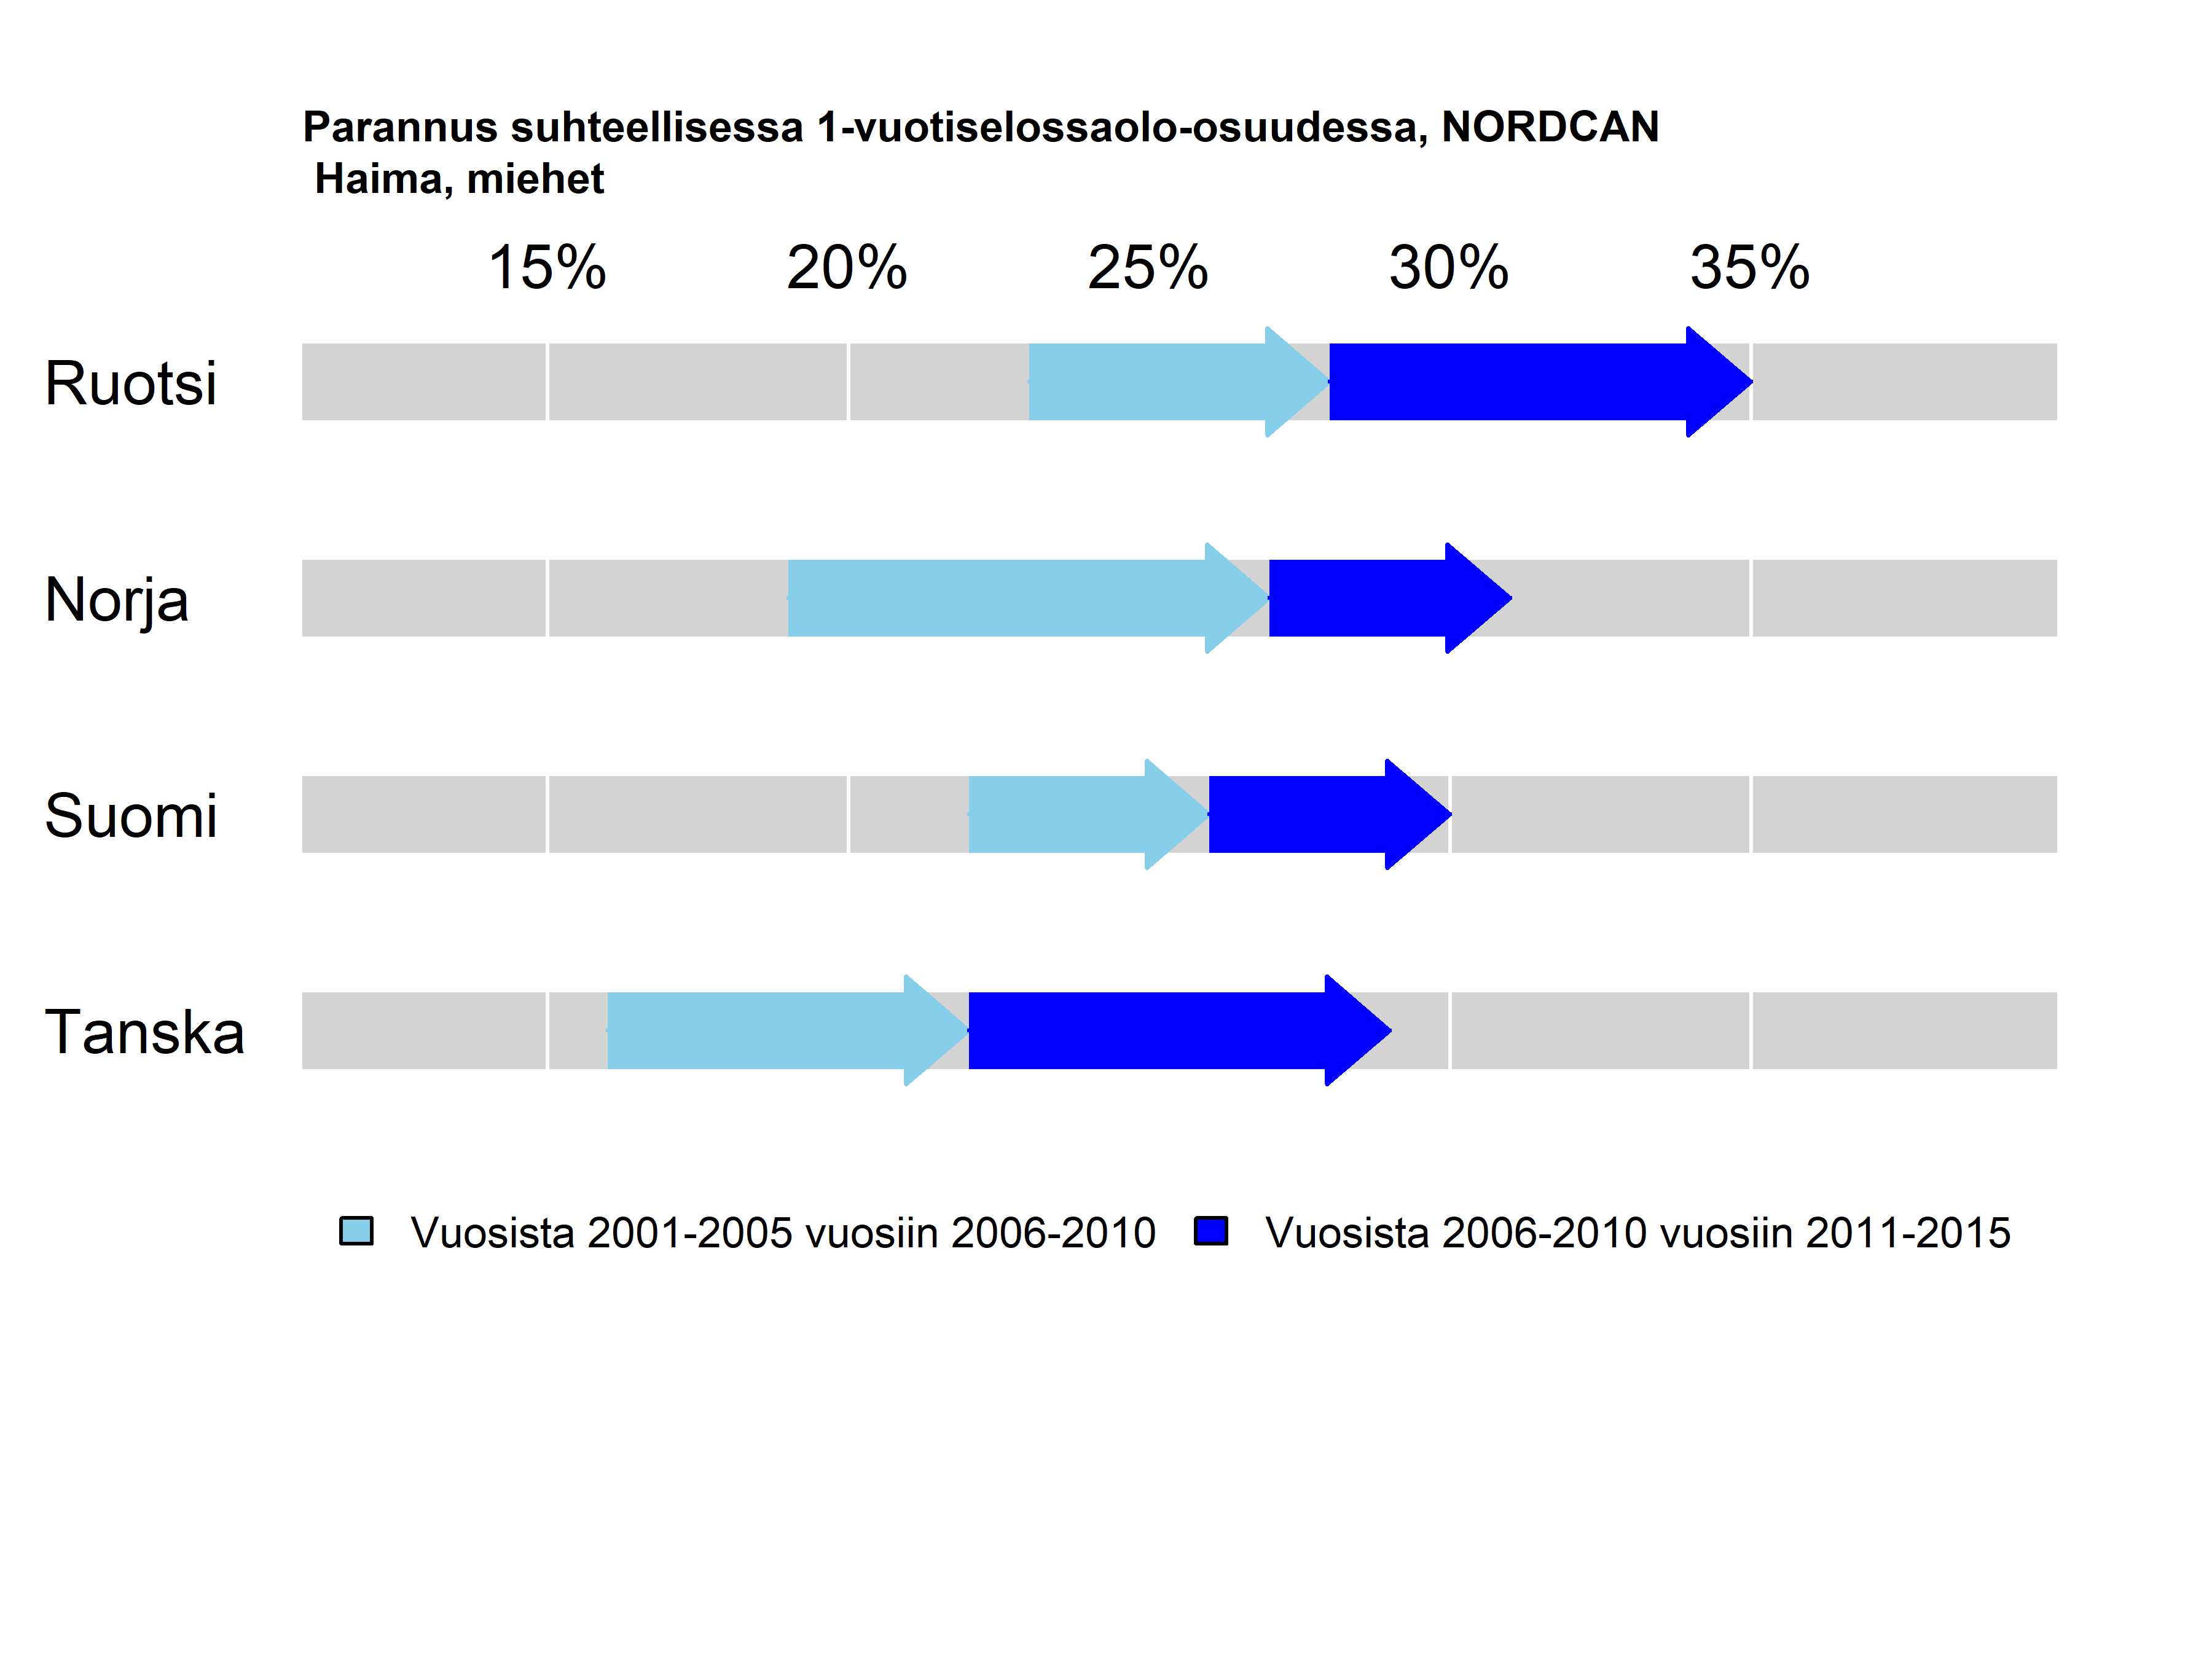 Parannus suhteellisessa 1-vuotiselossaolo-osuudessa, NORDCAN
Haima, miehet
15% 20% 25% 30% 35%
Ruotsi
Norja
Suomi
Tanska
Vuosista 2001-2005 vuosiin 2006-2010 Vuosista 2006-2010 vuosiin 2011-2015